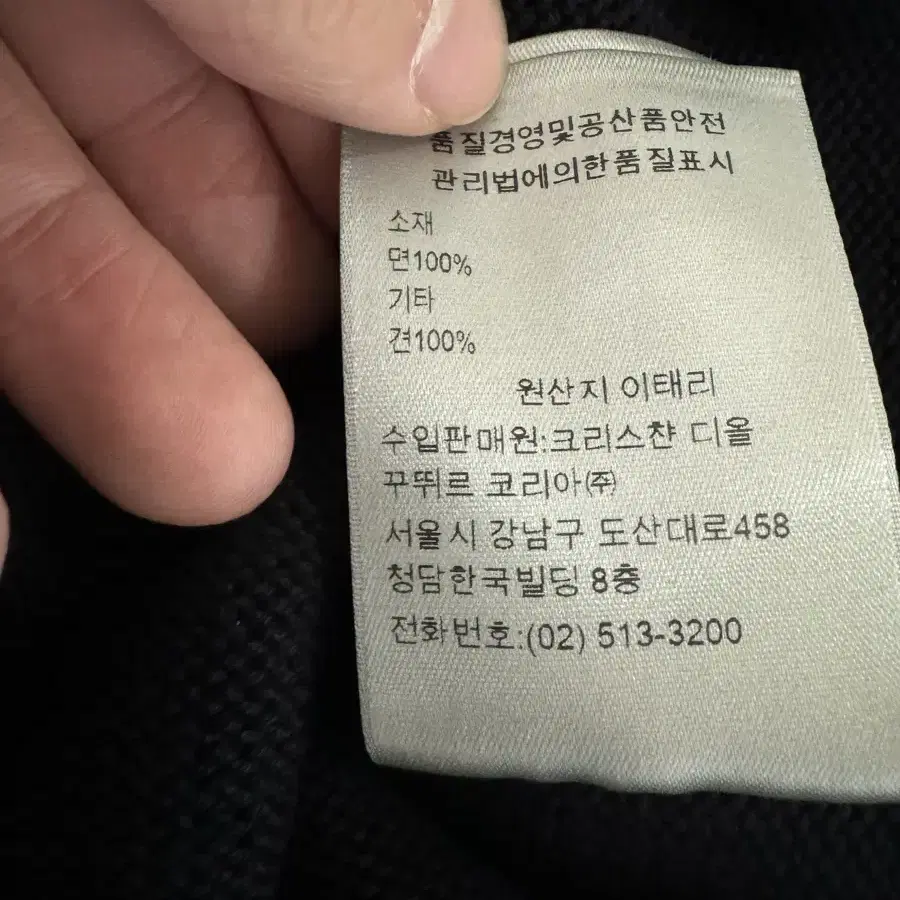 품질경영및공산품안전
관리법에의한품질표시
소재
면100%
기타
견100%
원산지 이태리
수입판매원:크리스챤 디올
꾸뛰르 코리아㈜
서울시 강남구 도산대로458
청담한국빌딩 8층
전화번호:(02) 513-3200